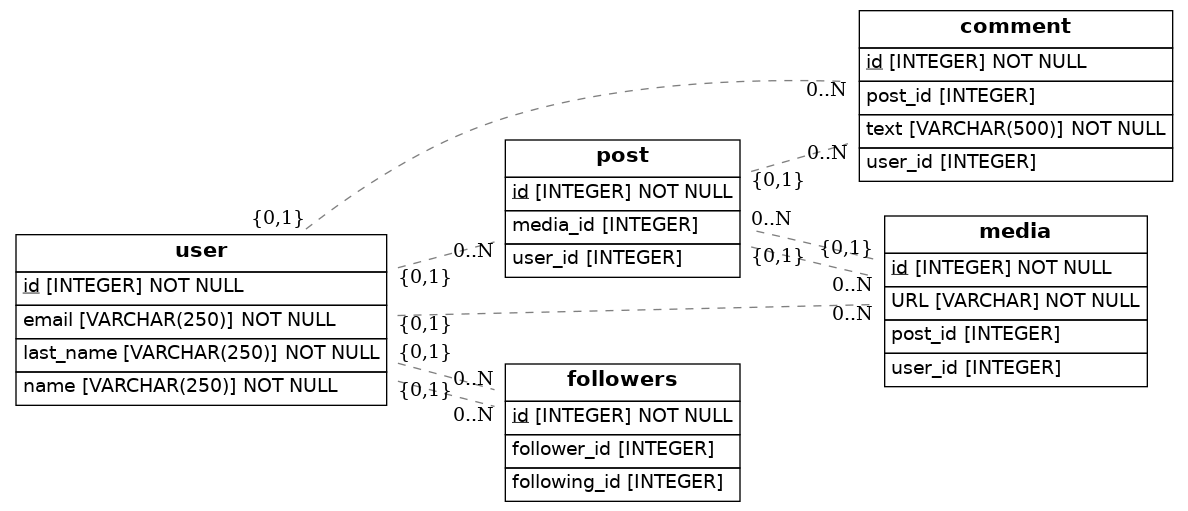 comment
id [INTEGER] NOT NULL
post_id [INTEGER]
text [VARCHAR(500)] NOT NULL
user_id [INTEGER]
0..N
0..N
post
id [INTEGER] NOT NULL
media_id [INTEGER]
user_id [INTEGER]
{0,1}
0..N
{0,1}
{0,1}
0..N
0..N
media
id [INTEGER] NOT NULL
URL [VARCHAR] NOT NULL
post_id [INTEGER]
user_id [INTEGER]
{0,1}
user
id [INTEGER] NOT NULL
email [VARCHAR(250)] NOT NULL
last_name [VARCHAR(250)] NOT NULL
name [VARCHAR(250)] NOT NULL
0..N
{0,1}
{0,1}
{0,1}
0..N
{0,1}
0..N
followers
id [INTEGER] NOT NULL
follower_id [INTEGER]
following_id [INTEGER]